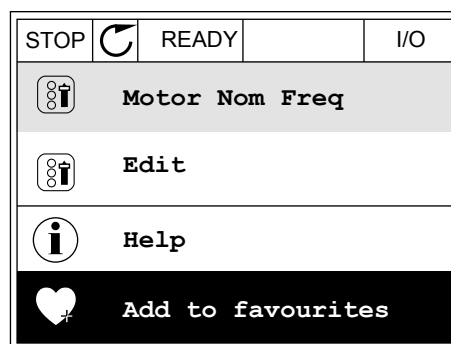 STOP READY I/O
Motor Nom Freq
Edit
Help
Add to favourites